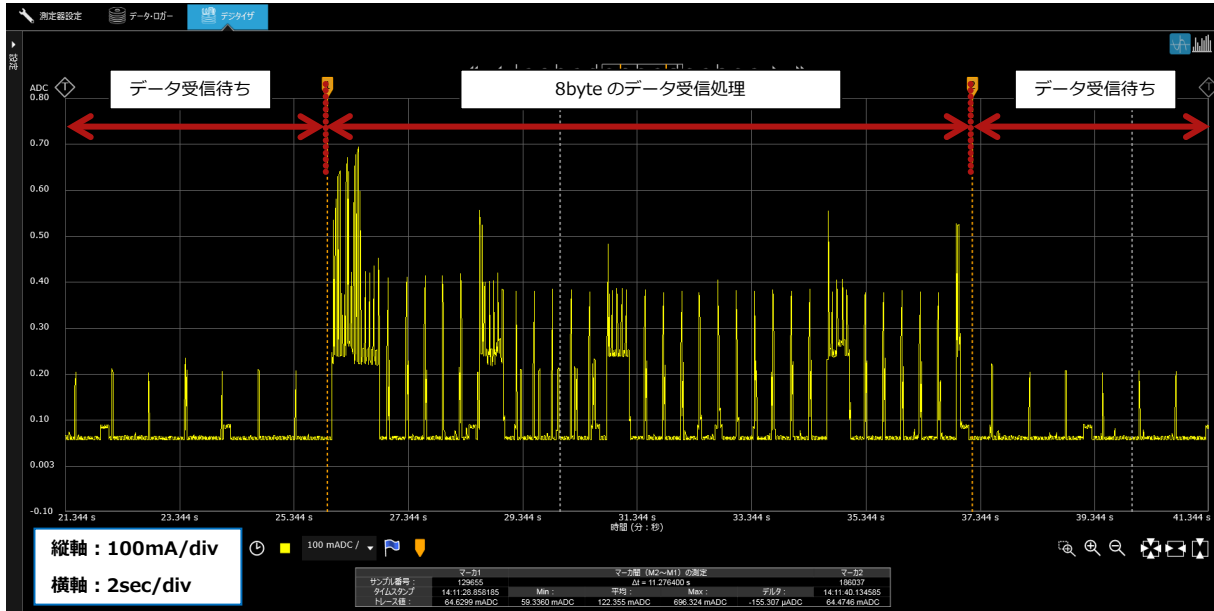 測定器設定 データ・ロガー デジタイザ
設定
データ受信待ち 8byte のデータ受信処理 データ受信待ち
ADC
0.80
0.70
0.60
0.50
0.40
0.30
0.20
0.10
0.003
-0.10
21.344 s 23.344 s 25.344 s 27.344 s 29.344 s 31.344 s 33.344 s 35.344 s 37.344 s 39.344 s 41.344 s
時間 (分 : 秒)
縦軸：100mA/div
横軸：2sec/div
100 mADC /
マーカ1 マーカ間（M2～M1）の測定 マーカ2
サンプル番号： 129655 Δt = 11.276400 s 186037
タイムスタンプ 14:11:28.858185 Min： 平均： Max： デルタ： 14:11:40.134585
トレース値： 64.6299 mADC 59.3360 mADC 122.355 mADC 696.324 mADC -155.307 µADC 64.4746 mADC